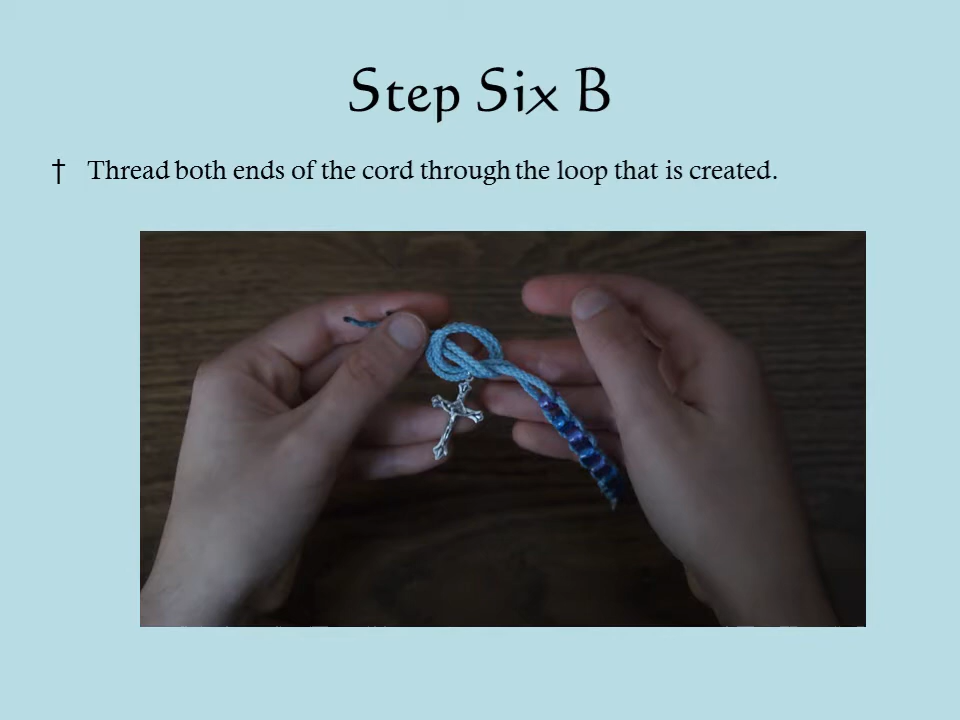 Step Six B
† Thread both ends of the cord through the loop that is created.